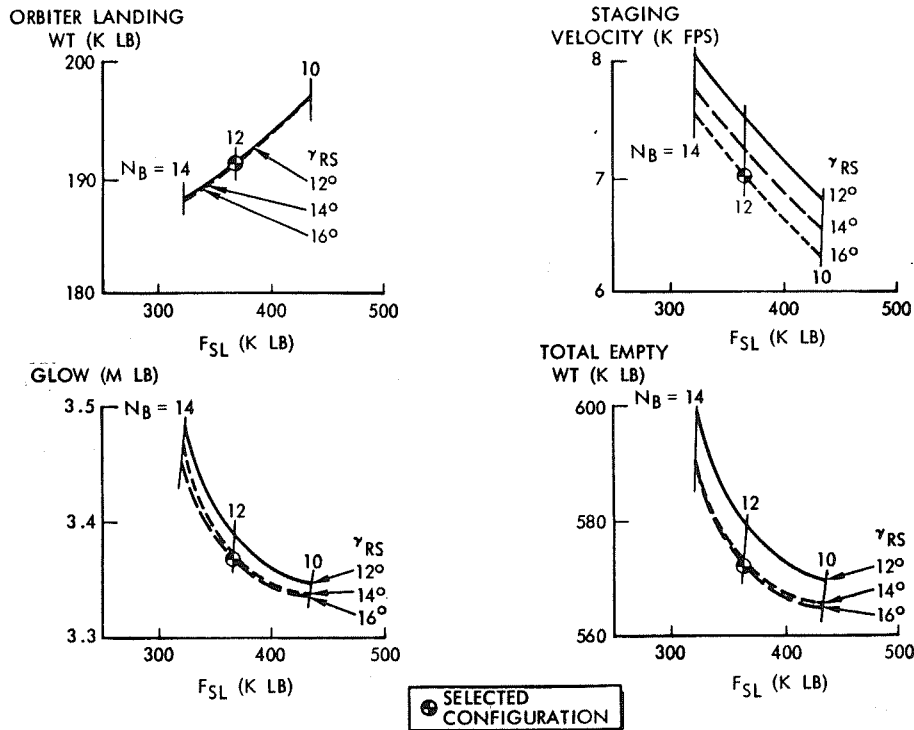 ORBITER LANDING
WT (K LB)
200
190
180
10
12
N_B = 14
12°
14°
16°
300
400
500
F_SL (K LB)
STAGING
VELOCITY (K FPS)
8
7
6
N_B = 14
12
10
γ_RS
12°
14°
16°
300
400
500
F_SL (K LB)
GLOW (M LB)
3.5
3.4
3.3
N_B = 14
12
10
γ_RS
12°
14°
16°
300
400
500
F_SL (K LB)
TOTAL EMPTY
WT (K LB)
600
580
560
N_B = 14
12
10
γ_RS
12°
14°
16°
300
400
500
F_SL (K LB)
SELECTED
CONFIGURATION